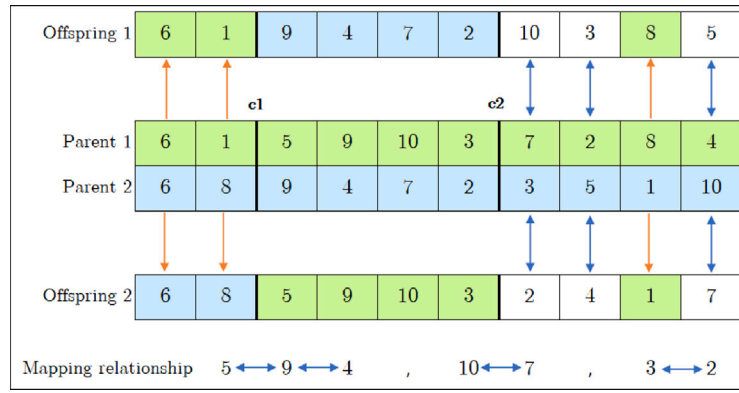 Offspring 1 6 1 9 4 7 2 10 3 8 5
c1 c2
Parent 1 6 1 5 9 10 3 7 2 8 4
Parent 2 6 8 9 4 7 2 3 5 1 10
Offspring 2 6 8 5 9 10 3 2 4 1 7
Mapping relationship 5 9 4 , 10 7 , 3 2